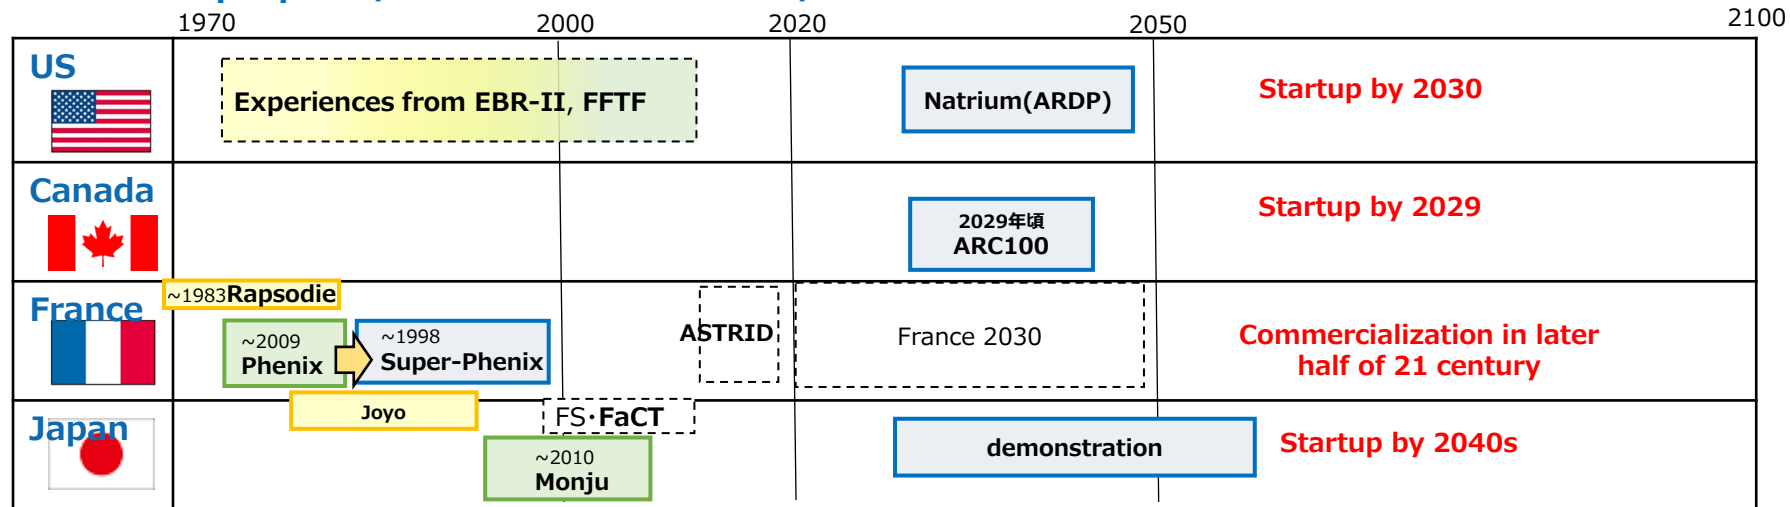 1970 2000 2020 2050 2100
US
Experiences from EBR-II, FFTF
Natrium(ARDP)
Startup by 2030
Canada
2029年頃
ARC100
Startup by 2029
France
~1983Rapsodie
~2009
Phenix
~1998
Super-Phenix
ASTRID
France 2030
Commercialization in later
half of 21 century
Japan
Joyo
FS･FaCT
~2010
Monju
demonstration
Startup by 2040s